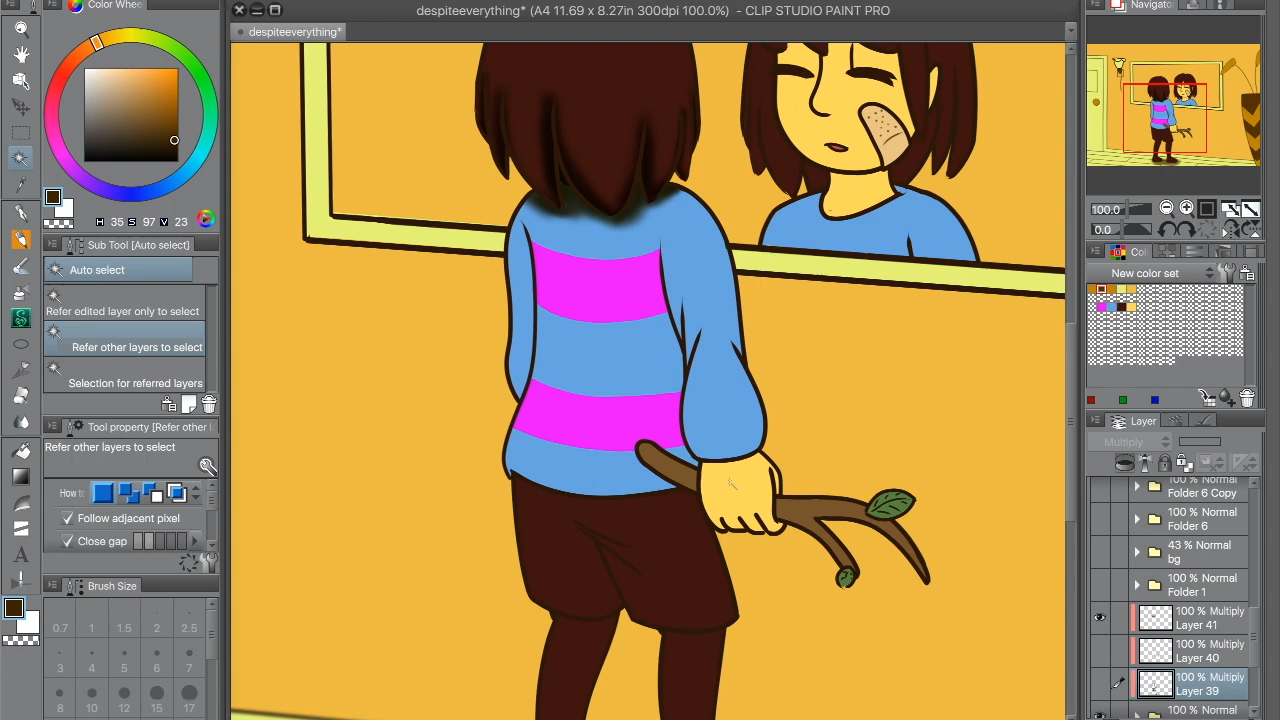 Color Whee
despiteeverything* (A4 11.69 x 8.27in 300dpi 100.0%) - CLIP STUDIO PAINT PRO
Navigato
despiteeverything*
H 35 S 97 V 23
Sub Tool [Auto select]
Auto select
Refer edited layer only to select
Refer other layers to select
Selection for referred layers
Tool property [Refer other l
Refer other layers to select
How to
Follow adjacent pixel
Close gap
Brush Size
0.7 1 1.5 2 2.5
3 4 5 6 7
8 10 12 15 17
100.0
0.0
Col
New color set
Layer
Multiply
100 % Normal
Folder 6 Copy
100 % Normal
Folder 6
43 % Normal
bg
100 % Normal
Folder 1
100 % Multiply
Layer 41
100 % Multiply
Layer 40
100 % Multiply
Layer 39
100 % Normal